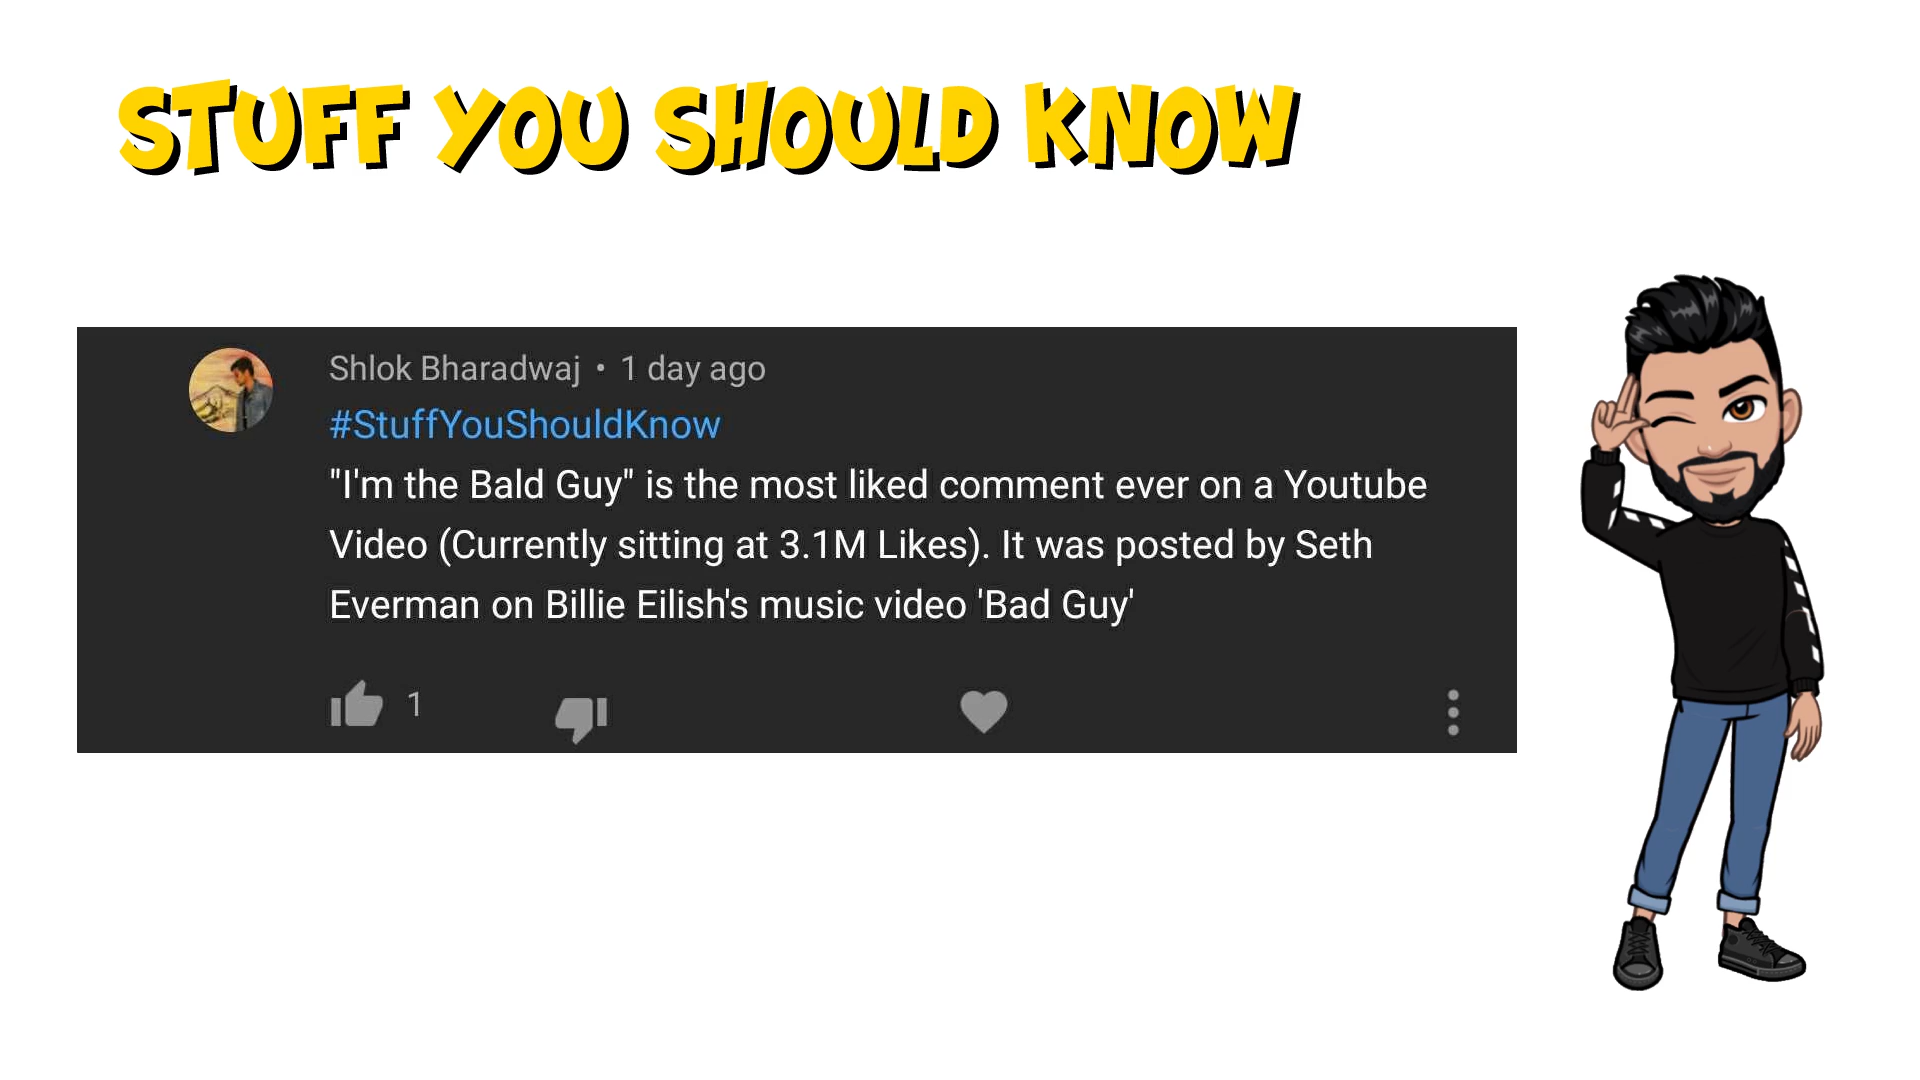 STUFF YOU SHOULD KNOW
Shlok Bharadwaj • 1 day ago
#StuffYouShouldKnow
"I'm the Bald Guy" is the most liked comment ever on a Youtube
Video (Currently sitting at 3.1M Likes). It was posted by Seth
Everman on Billie Eilish's music video 'Bad Guy'
1